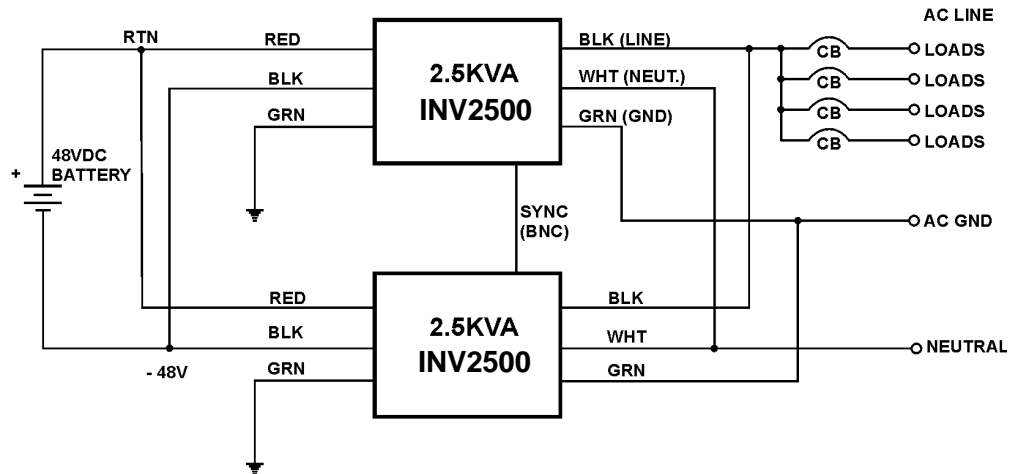 AC LINE
RTN
RED
BLK (LINE)
CB
LOADS
2.5KVA
INV2500
BLK
WHT (NEUT.)
CB
LOADS
GRN
GRN (GND)
CB
LOADS
CB
LOADS
+
48VDC
BATTERY
SYNC
(BNC)
AC GND
RED
BLK
2.5KVA
INV2500
BLK
WHT
NEUTRAL
- 48V
GRN
GRN